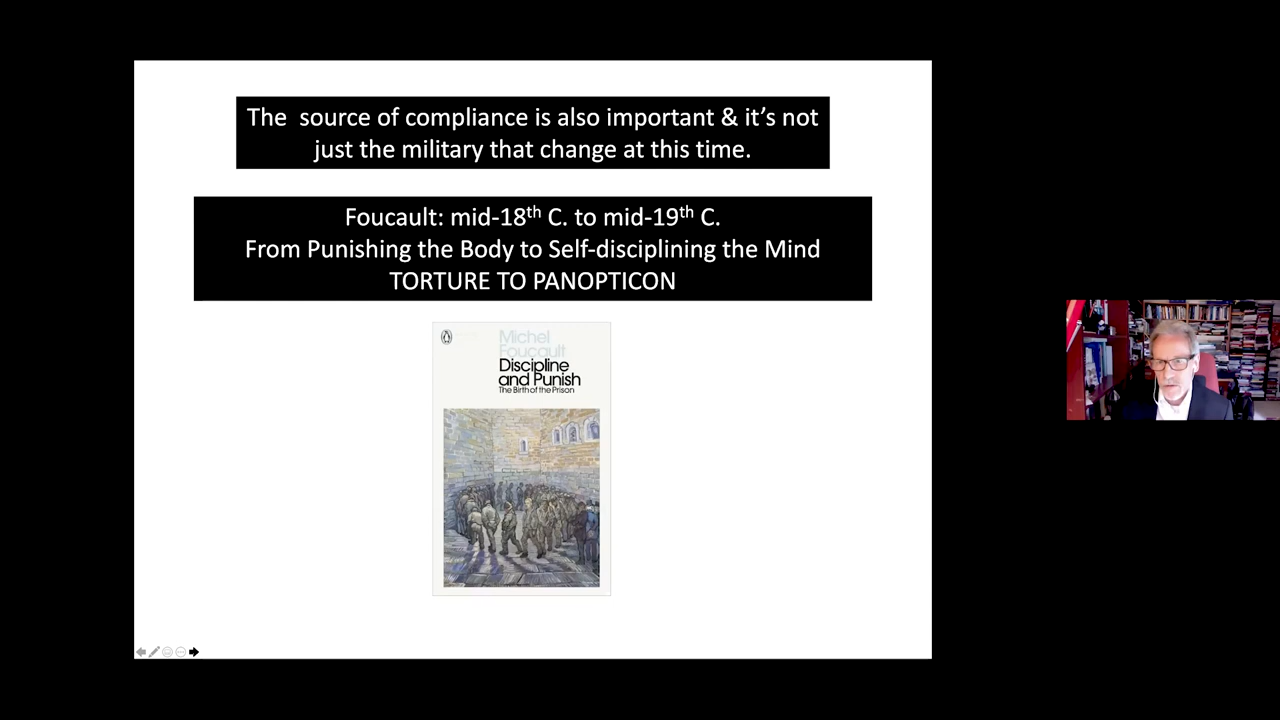 The  source of compliance is also important & it’s not
just the military that change at this time.
Foucault: mid-18th C. to mid-19th C.
From Punishing the Body to Self-disciplining the Mind
TORTURE TO PANOPTICON
Michel
Foucault
Discipline
and Punish
The Birth of the Prison